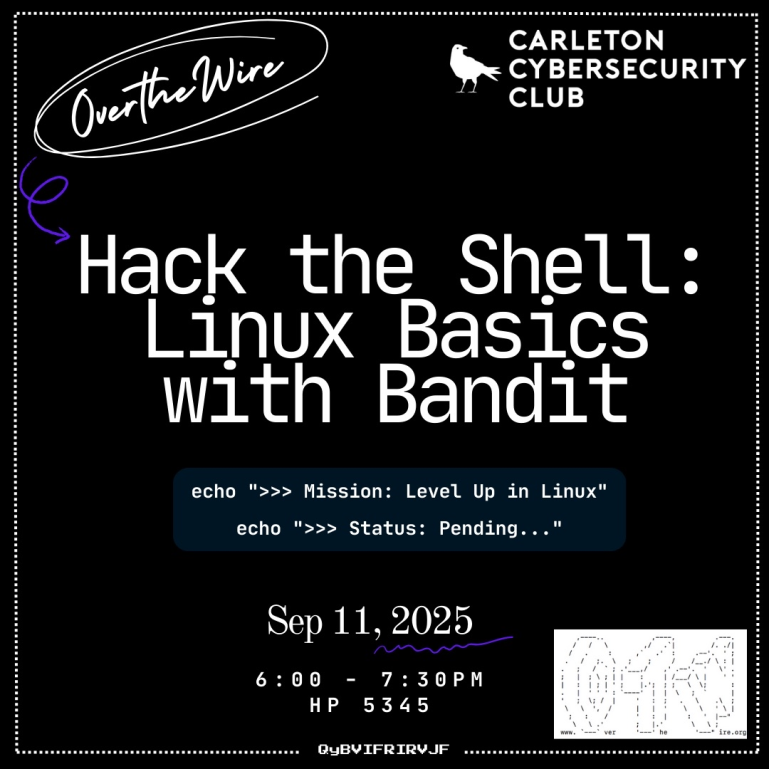 OverTheWire
CARLETON
CYBERSECURITY
CLUB
Hack the Shell:
Linux Basics
with Bandit
echo ">>> Mission: Level Up in Linux"
echo ">>> Status: Pending..."
Sep 11, 2025
6:00 - 7:30PM
HP 5345
www. ver he ire.org
QyBVIFRIRVJF